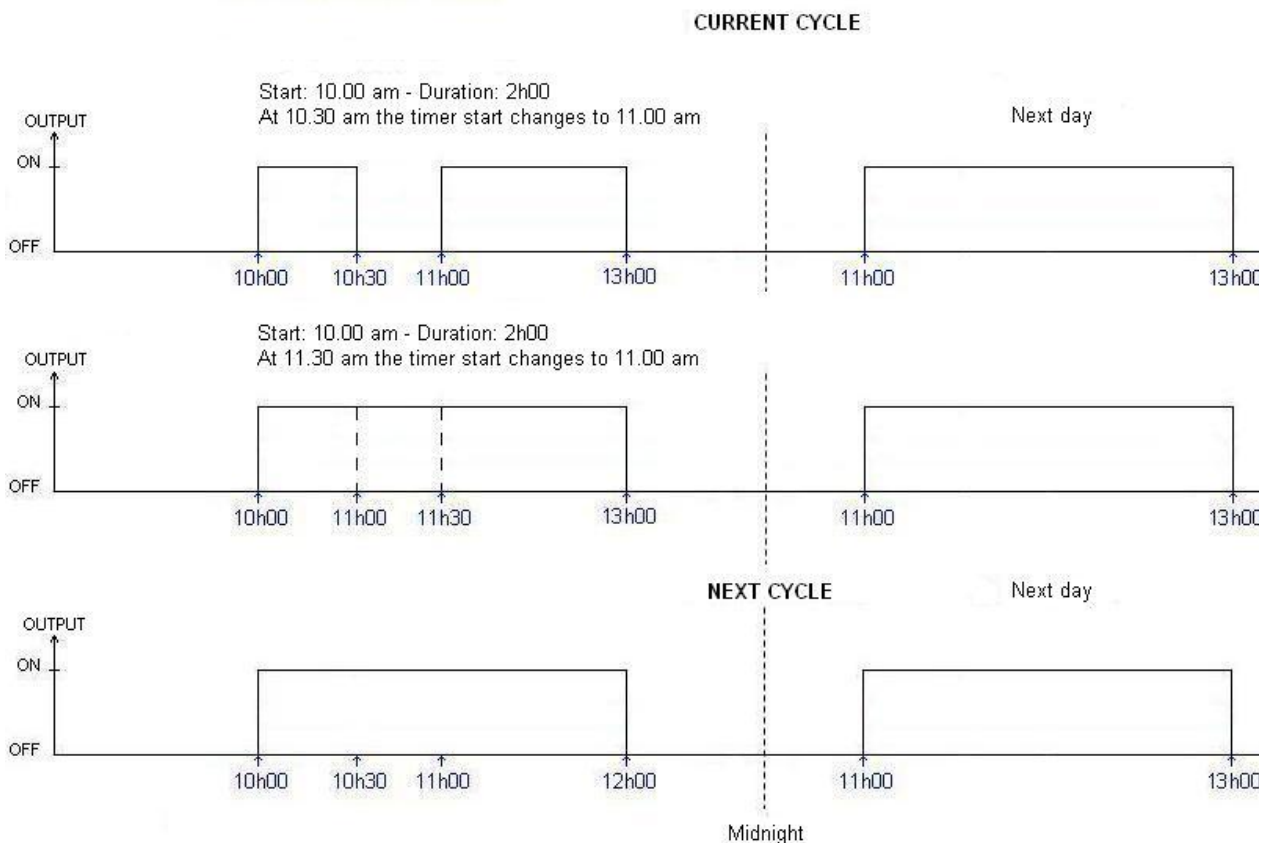 CURRENT CYCLE
Start: 10.00 am - Duration: 2h00
At 10.30 am the timer start changes to 11.00 am
Next day
OUTPUT
ON
OFF
10h00 10h30 11h00 13h00 11h00 13h00
Start: 10.00 am - Duration: 2h00
At 11.30 am the timer start changes to 11.00 am
OUTPUT
ON
OFF
10h00 11h00 11h30 13h00 11h00 13h00
NEXT CYCLE
Next day
OUTPUT
ON
OFF
10h00 10h30 11h00 12h00 11h00 13h00
Midnight